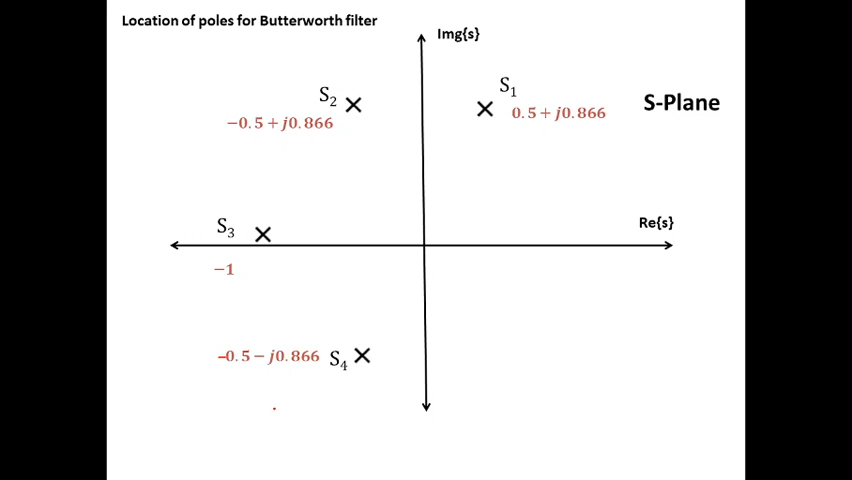 Location of poles for Butterworth filter
Img{s}
S₁
S₂
S-Plane
0.5 + j0.866
−0.5 + j0.866
Re{s}
S₃
−1
−0.5 − j0.866 S₄